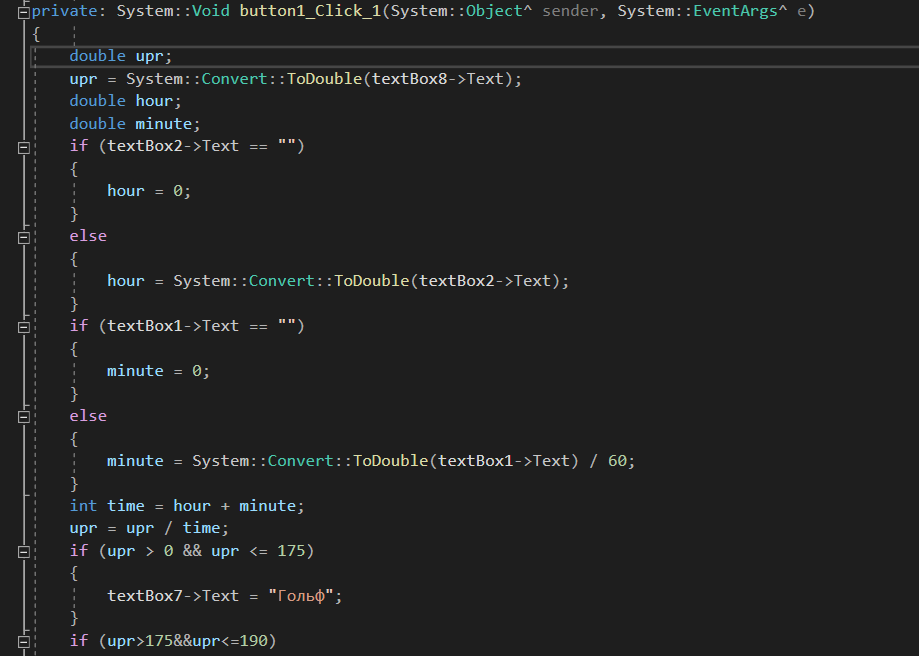 private: System::Void button1_Click_1(System::Object^ sender, System::EventArgs^ e)
{
double upr;
upr = System::Convert::ToDouble(textBox8->Text);
double hour;
double minute;
if (textBox2->Text == "")
{
hour = 0;
}
else
{
hour = System::Convert::ToDouble(textBox2->Text);
}
if (textBox1->Text == "")
{
minute = 0;
}
else
{
minute = System::Convert::ToDouble(textBox1->Text) / 60;
}
int time = hour + minute;
upr = upr / time;
if (upr > 0 && upr <= 175)
{
textBox7->Text = "Гольф";
}
if (upr>175&&upr<=190)